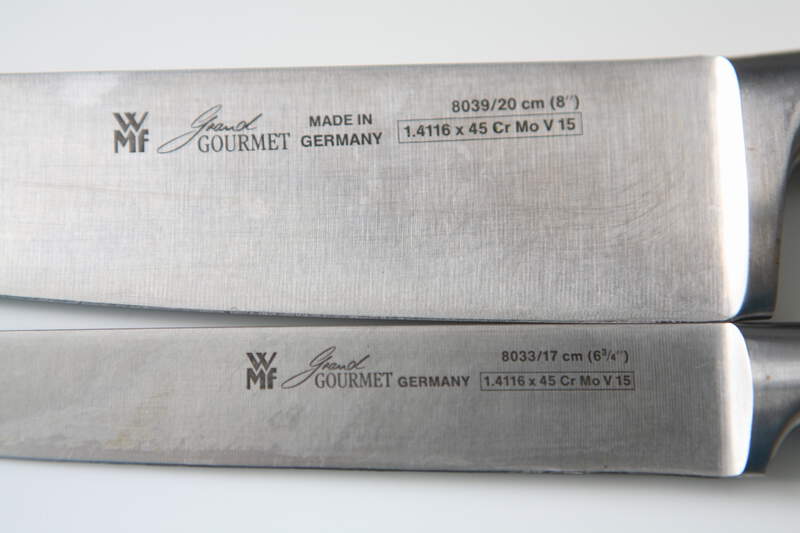 WMF Grand GOURMET MADE IN GERMANY
8039/20 cm (8″)
1.4116 x 45 Cr Mo V 15
WMF Grand GOURMET GERMANY
8033/17 cm (6³/₄″)
1.4116 x 45 Cr Mo V 15